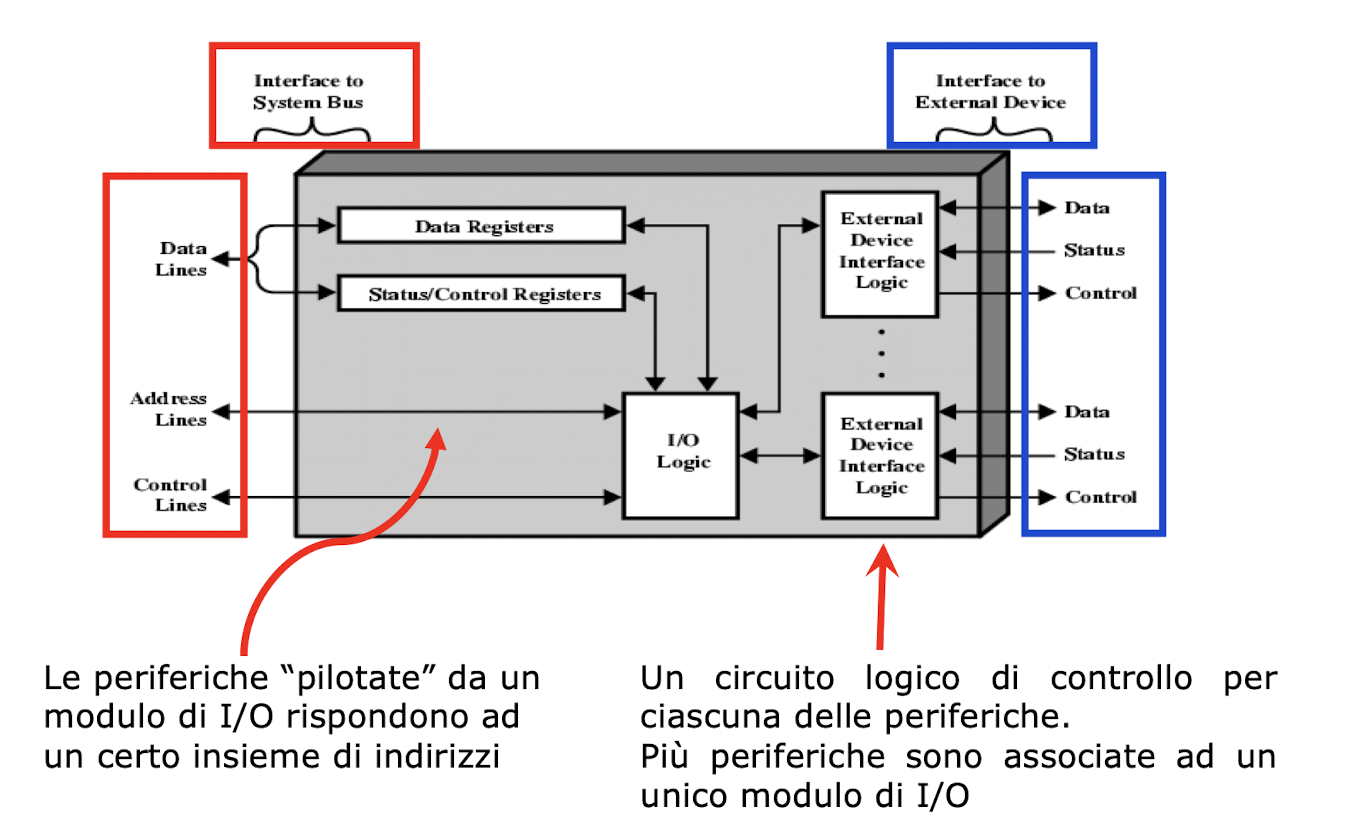 Interface to
System Bus
Interface to
External Device
Data
Lines
Address
Lines
Control
Lines
Data Registers
Status/Control Registers
I/O
Logic
External
Device
Interface
Logic
External
Device
Interface
Logic
Data
Status
Control
Data
Status
Control
Le periferiche “pilotate” da un
modulo di I/O rispondono ad
un certo insieme di indirizzi
Un circuito logico di controllo per
ciascuna delle periferiche.
Più periferiche sono associate ad un
unico modulo di I/O